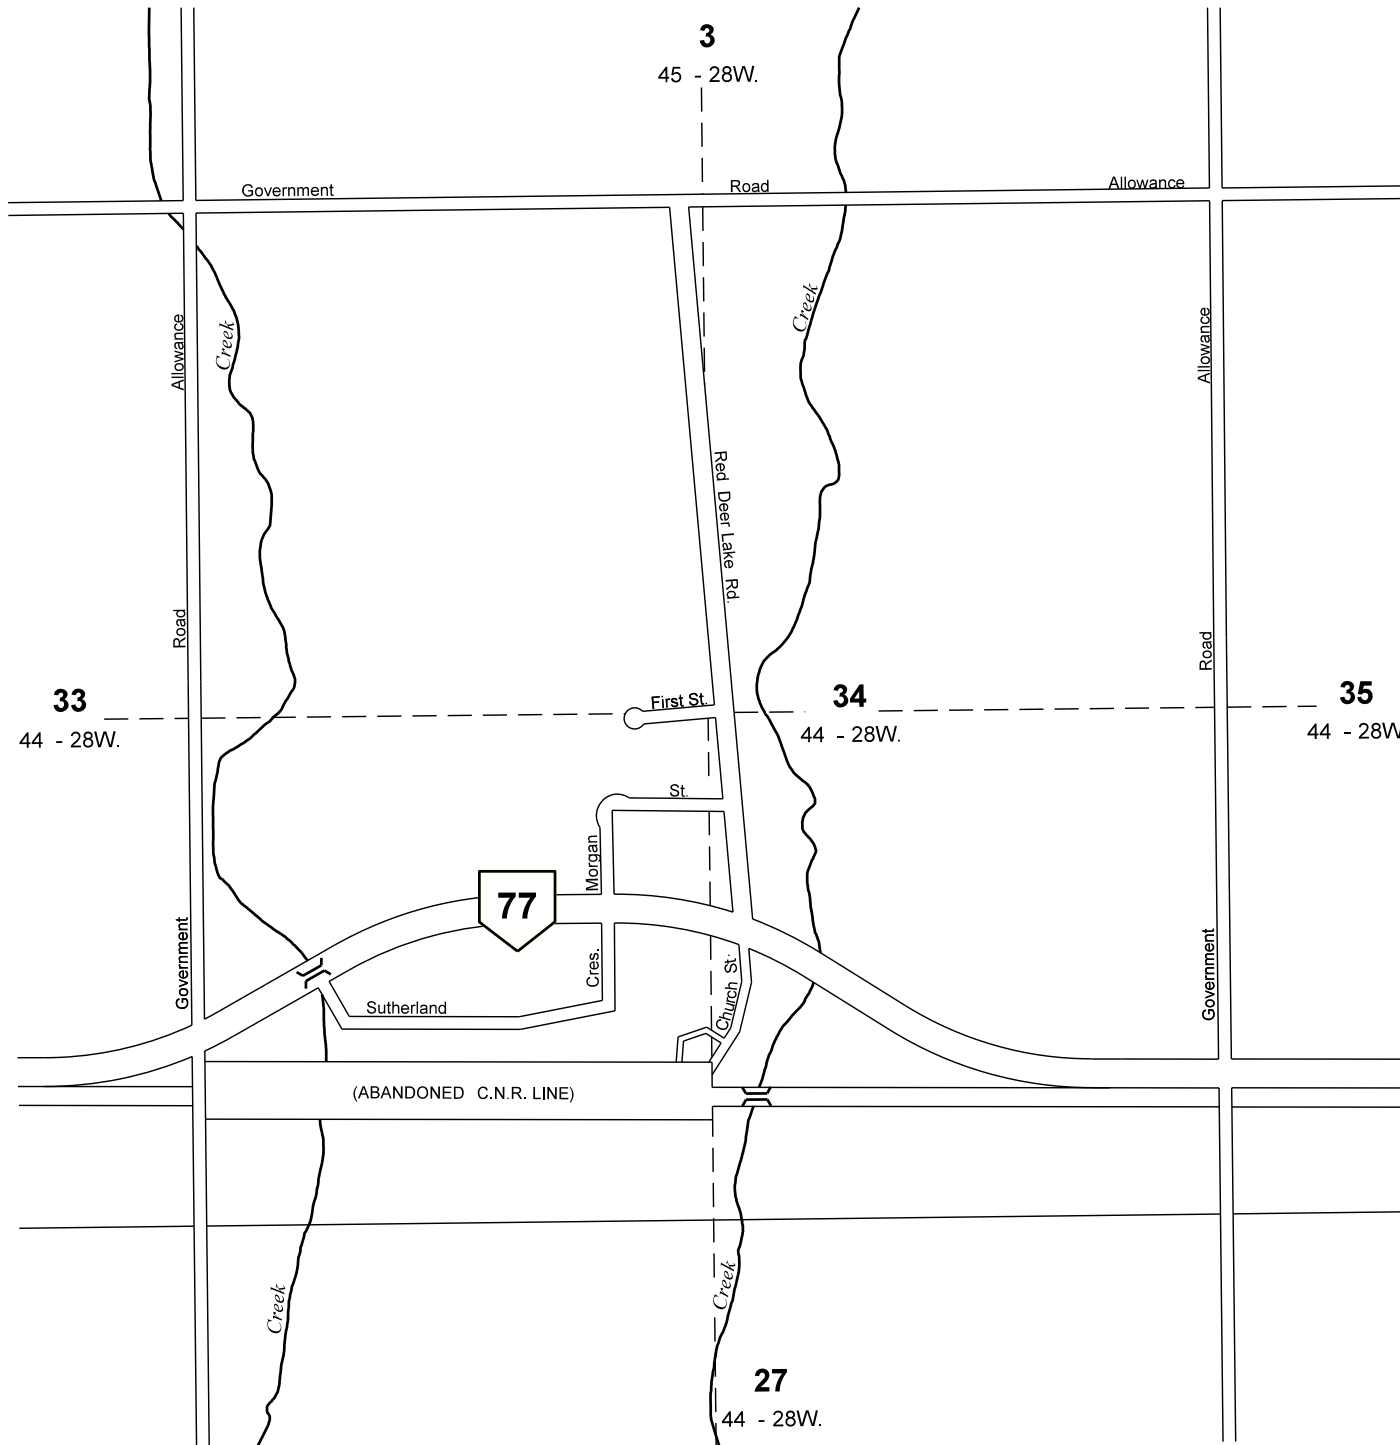 3
45 - 28W.
Government
Road
Allowance
Creek
Creek
Allowance
Allowance
Red Deer Lake Rd.
Road
Road
33
44 - 28W.
First St.
34
44 - 28W.
35
44 - 28W
St.
Morgan
77
Government
Government
Cres.
Church St.
Sutherland
(ABANDONED C.N.R. LINE)
Creek
Creek
27
44 - 28W.